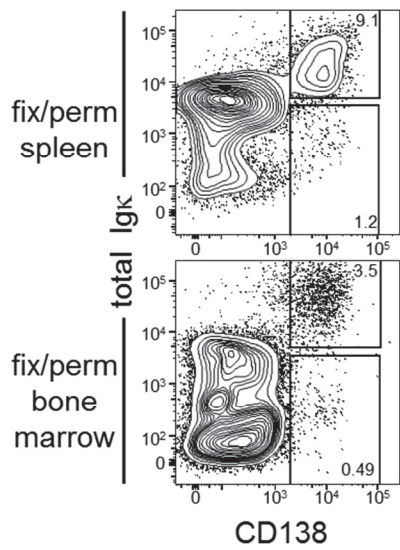 9.1
10⁵
10⁴
10³
10²
0
1.2
0 10³ 10⁴ 10⁵
fix/perm
spleen
total Igκ
3.5
10⁵
10⁴
10³
10²
0
0.49
0 10³ 10⁴ 10⁵
fix/perm
bone
marrow
CD138